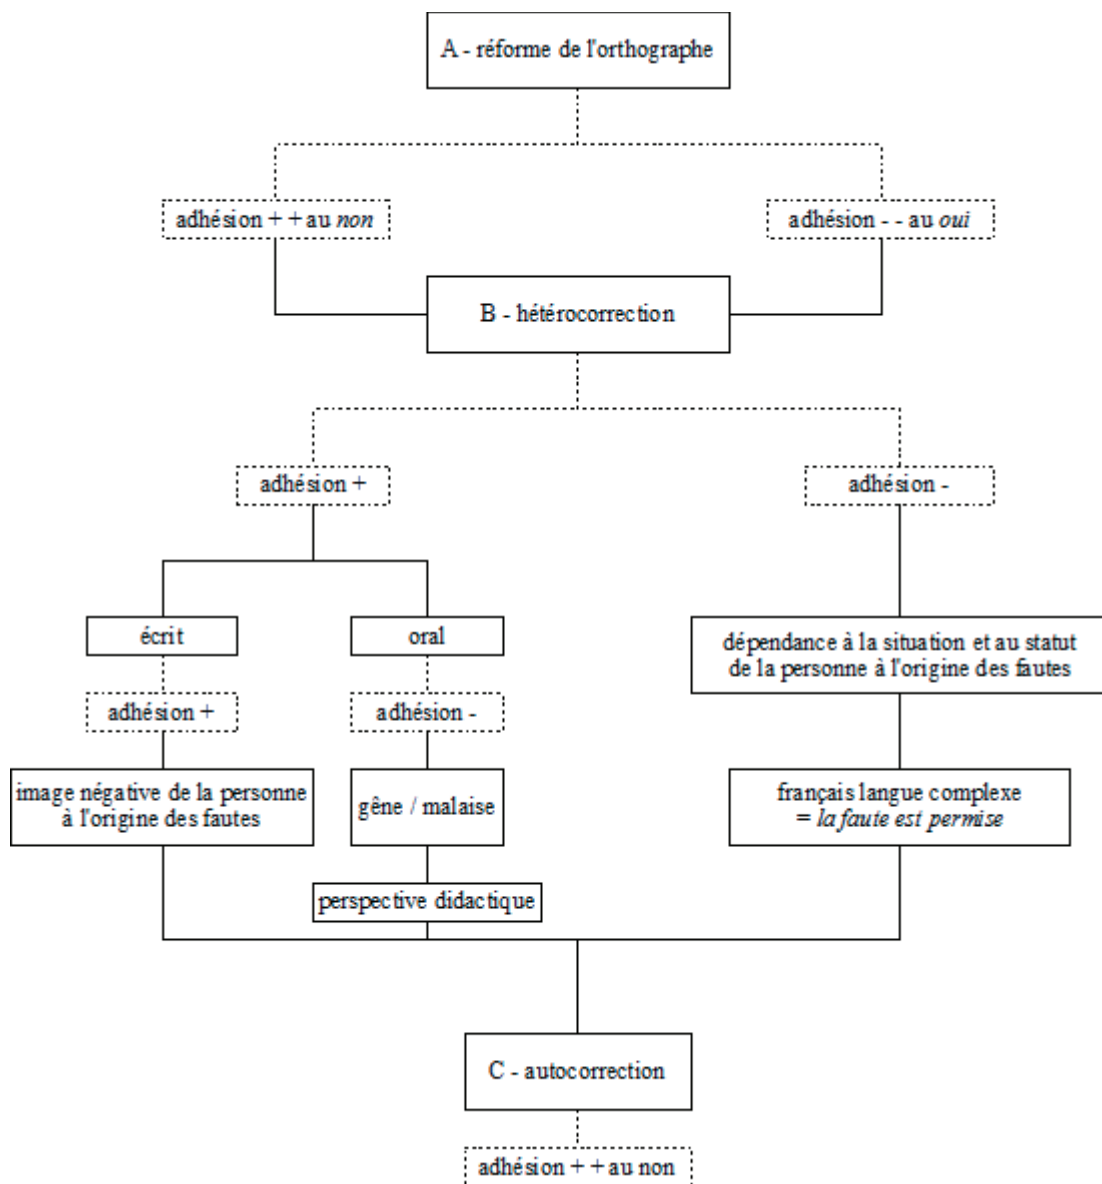 A - réforme de l'orthographe
adhésion + + au non
adhésion - - au oui
B - hétérocorrection
adhésion +
adhésion -
écrit
oral
dépendance à la situation et au statut
de la personne à l'origine des fautes
adhésion +
adhésion -
image négative de la personne
à l'origine des fautes
gêne / malaise
français langue complexe
= la faute est permise
perspective didactique
C - autocorrection
adhésion + + au non